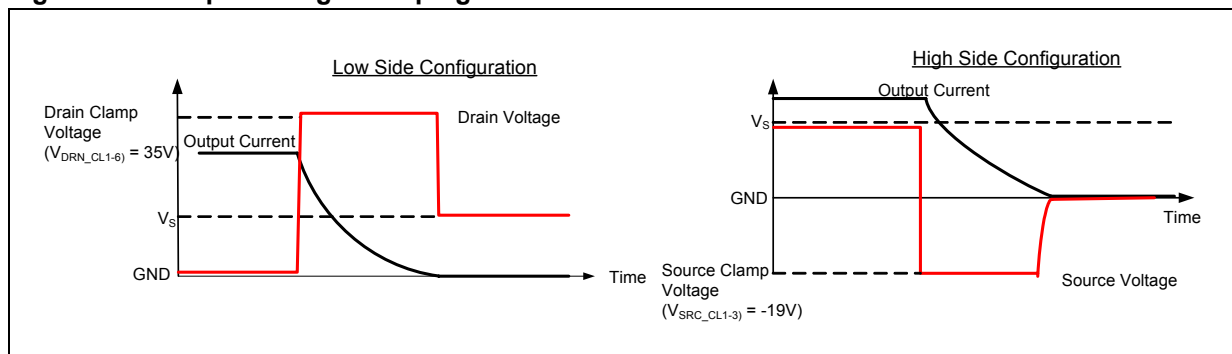 Low Side Configuration
Drain Clamp
Voltage
(VDRN_CL1-6) = 35V)
Output Current
Drain Voltage
VS
GND
Time
High Side Configuration
Output Current
VS
GND
Time
Source Clamp
Voltage
(VSRC_CL1-3) = -19V)
Source Voltage